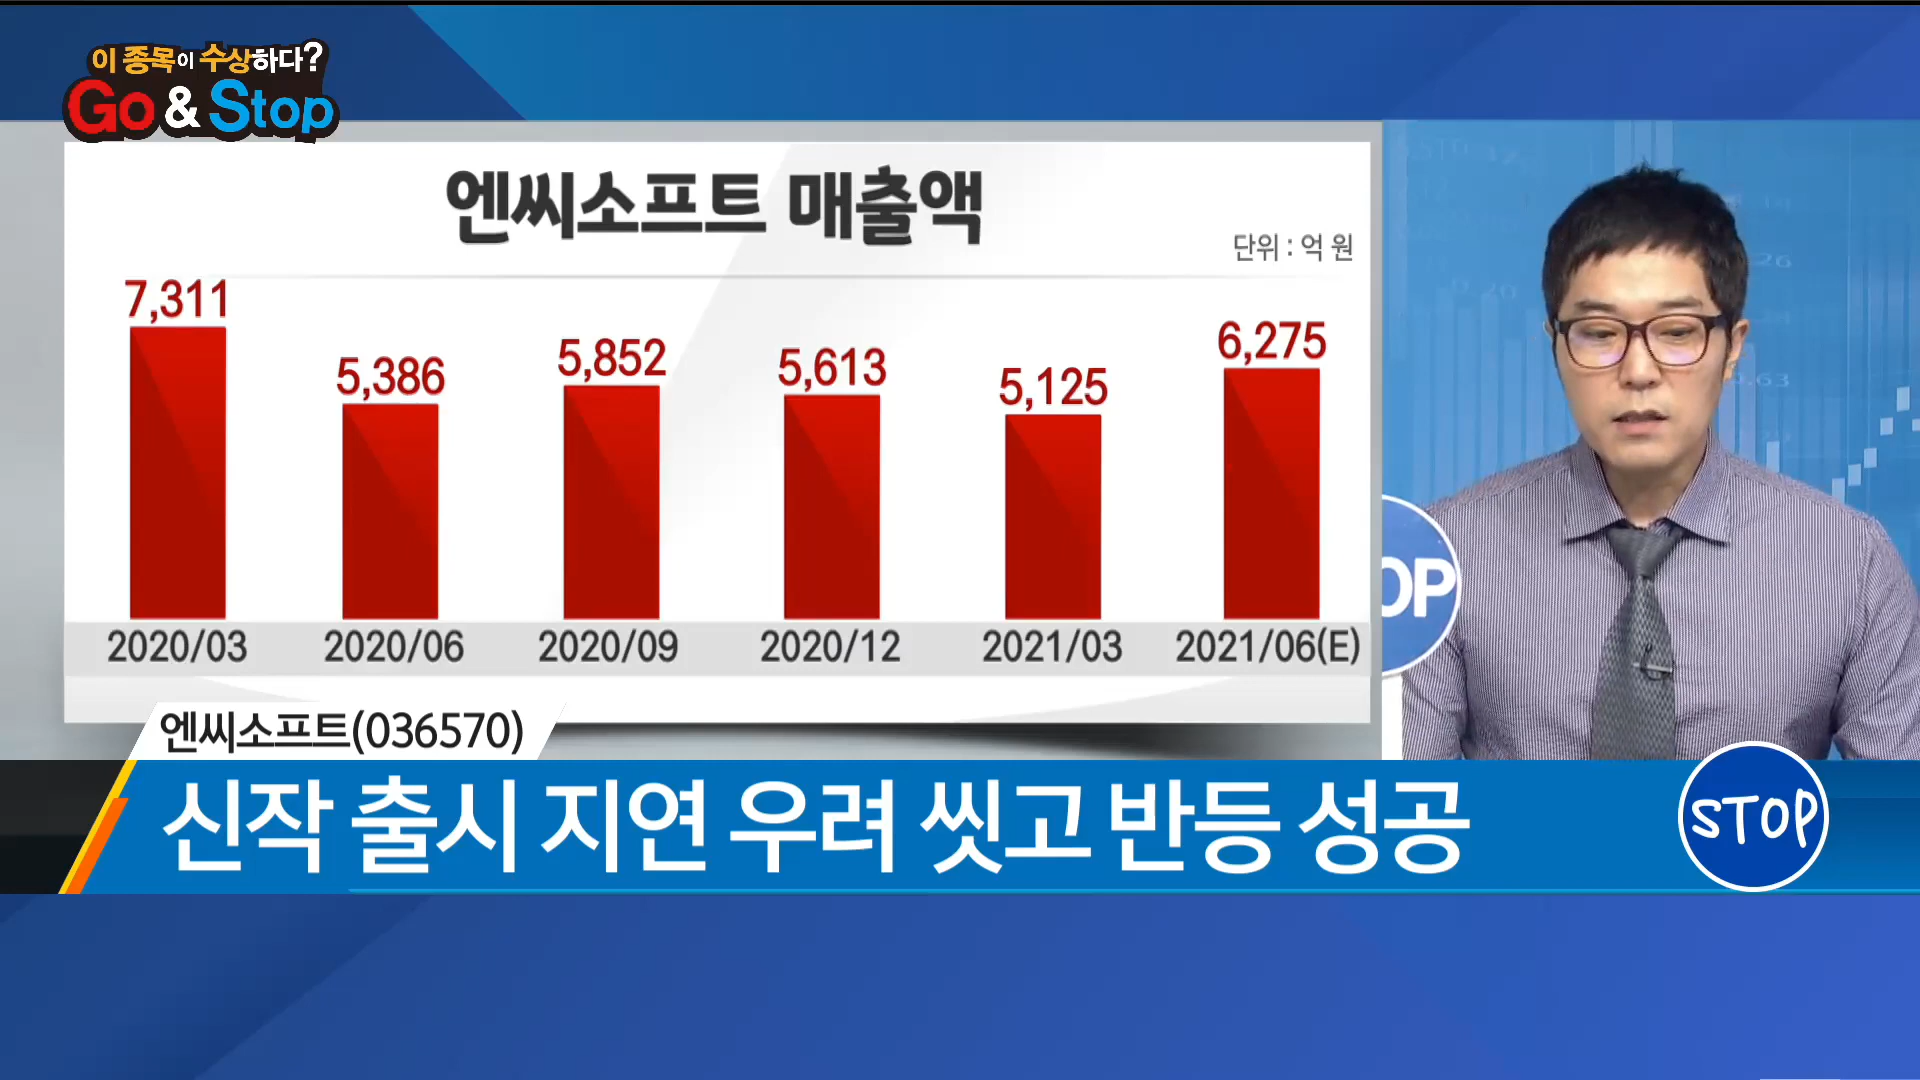 이 종목이 수상하다?
Go & Stop
엔씨소프트 매출액
단위 : 억 원
7,311
5,386
5,852
5,613
5,125
6,275
2020/03
2020/06
2020/09
2020/12
2021/03
2021/06(E)
OP
엔씨소프트(036570)
신작 출시 지연 우려 씻고 반등 성공
STOP